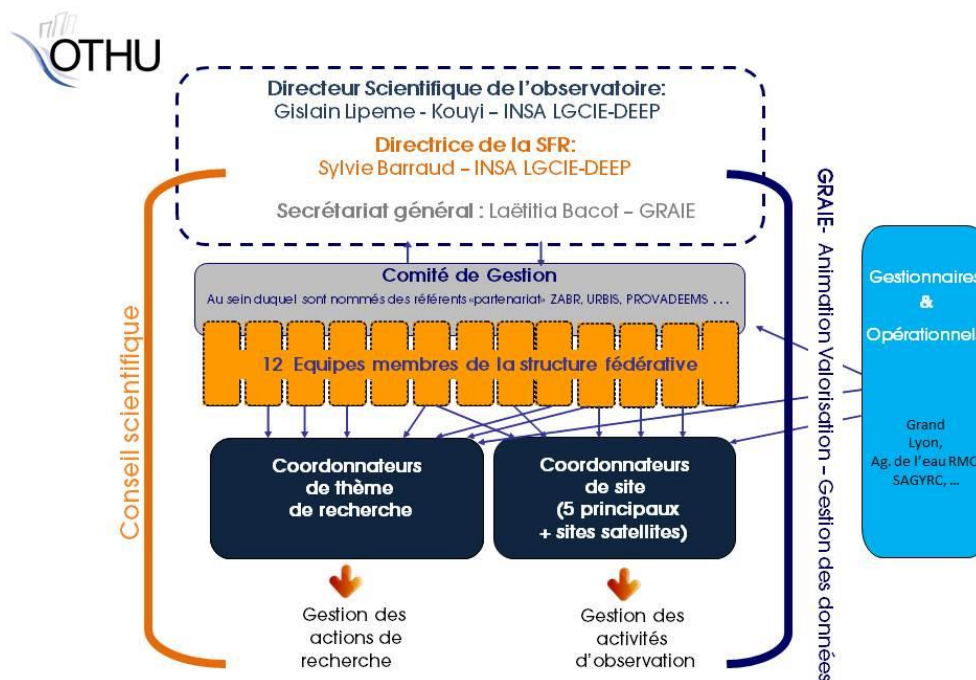 OTHU
Directeur Scientifique de l'observatoire:
Gislain Lipeme - Kouyi – INSA LGCIE-DEEP
Directrice de la SFR:
Sylvie Barraud – INSA LGCIE-DEEP
Secrétariat général : Laëtitia Bacot – GRAIE
Comité de Gestion
Au sein duquel sont nommés des référents «partenariat» ZABR, URBIS, PROVADEEMS ...
12 Equipes membres de la structure fédérative
Coordonnateurs
de thème
de recherche
Coordonnateurs
de site
(5 principaux
+ sites satellites)
Gestion des
actions de
recherche
Gestion des
activités
d'observation
Conseil scientifique
GRAIE- Animation Valorisation – Gestion des données
Gestionnaires
&
Opérationnels
Grand
Lyon,
Ag. de l'eau RMC
SAGYRC, ...